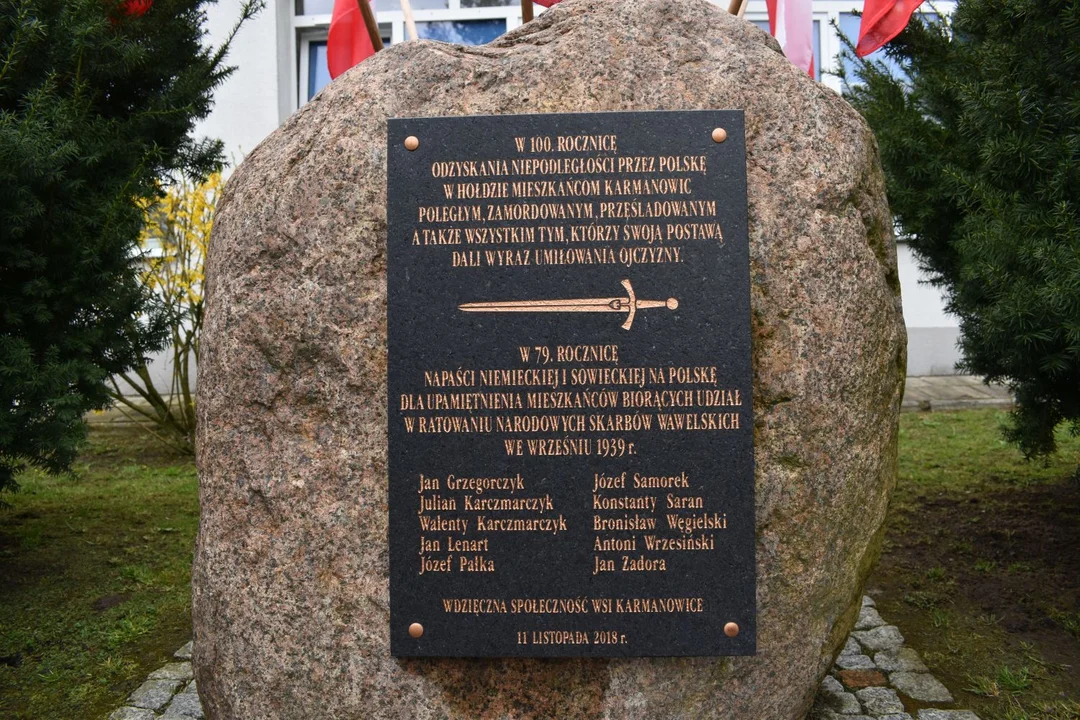 W 100. ROCZNICĘ
ODZYSKANIA NIEPODLEGŁOŚCI PRZEZ POLSKĘ
W HOŁDZIE MIESZKAŃCOM KARMANOWIC
POLEGŁYM, ZAMORDOWANYM, PRZEŚLADOWANYM
A TAKŻE WSZYSTKIM TYM, KTÓRZY SWOJĄ POSTAWĄ
DALI WYRAZ UMIŁOWANIA OJCZYZNY.
W 79. ROCZNICĘ
NAPAŚCI NIEMIECKIEJ I SOWIECKIEJ NA POLSKĘ
DLA UPAMIĘTNIENIA MIESZKAŃCÓW BIORĄCYCH UDZIAŁ
W RATOWANIU NARODOWYCH SKARBÓW WAWELSKICH
WE WRZEŚNIU 1939 r.
Jan Grzegorczyk
Julian Karczmarczyk
Walenty Karczmarczyk
Jan Lenart
Józef Pałka
Józef Samorek
Konstanty Saran
Bronisław Węgielski
Antoni Wrzesiński
Jan Zadora
WDZIĘCZNA SPOŁECZNOŚĆ WSI KARMANOWICE
11 LISTOPADA 2018 r.